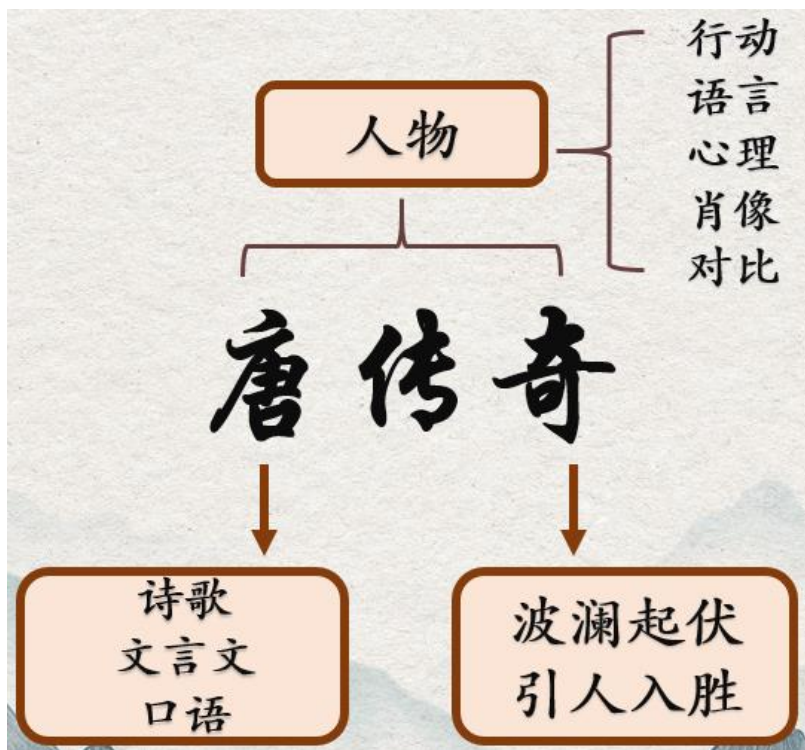 人物
行动
语言
心理
肖像
对比
唐传奇
诗歌
文言文
口语
波澜起伏
引人入胜